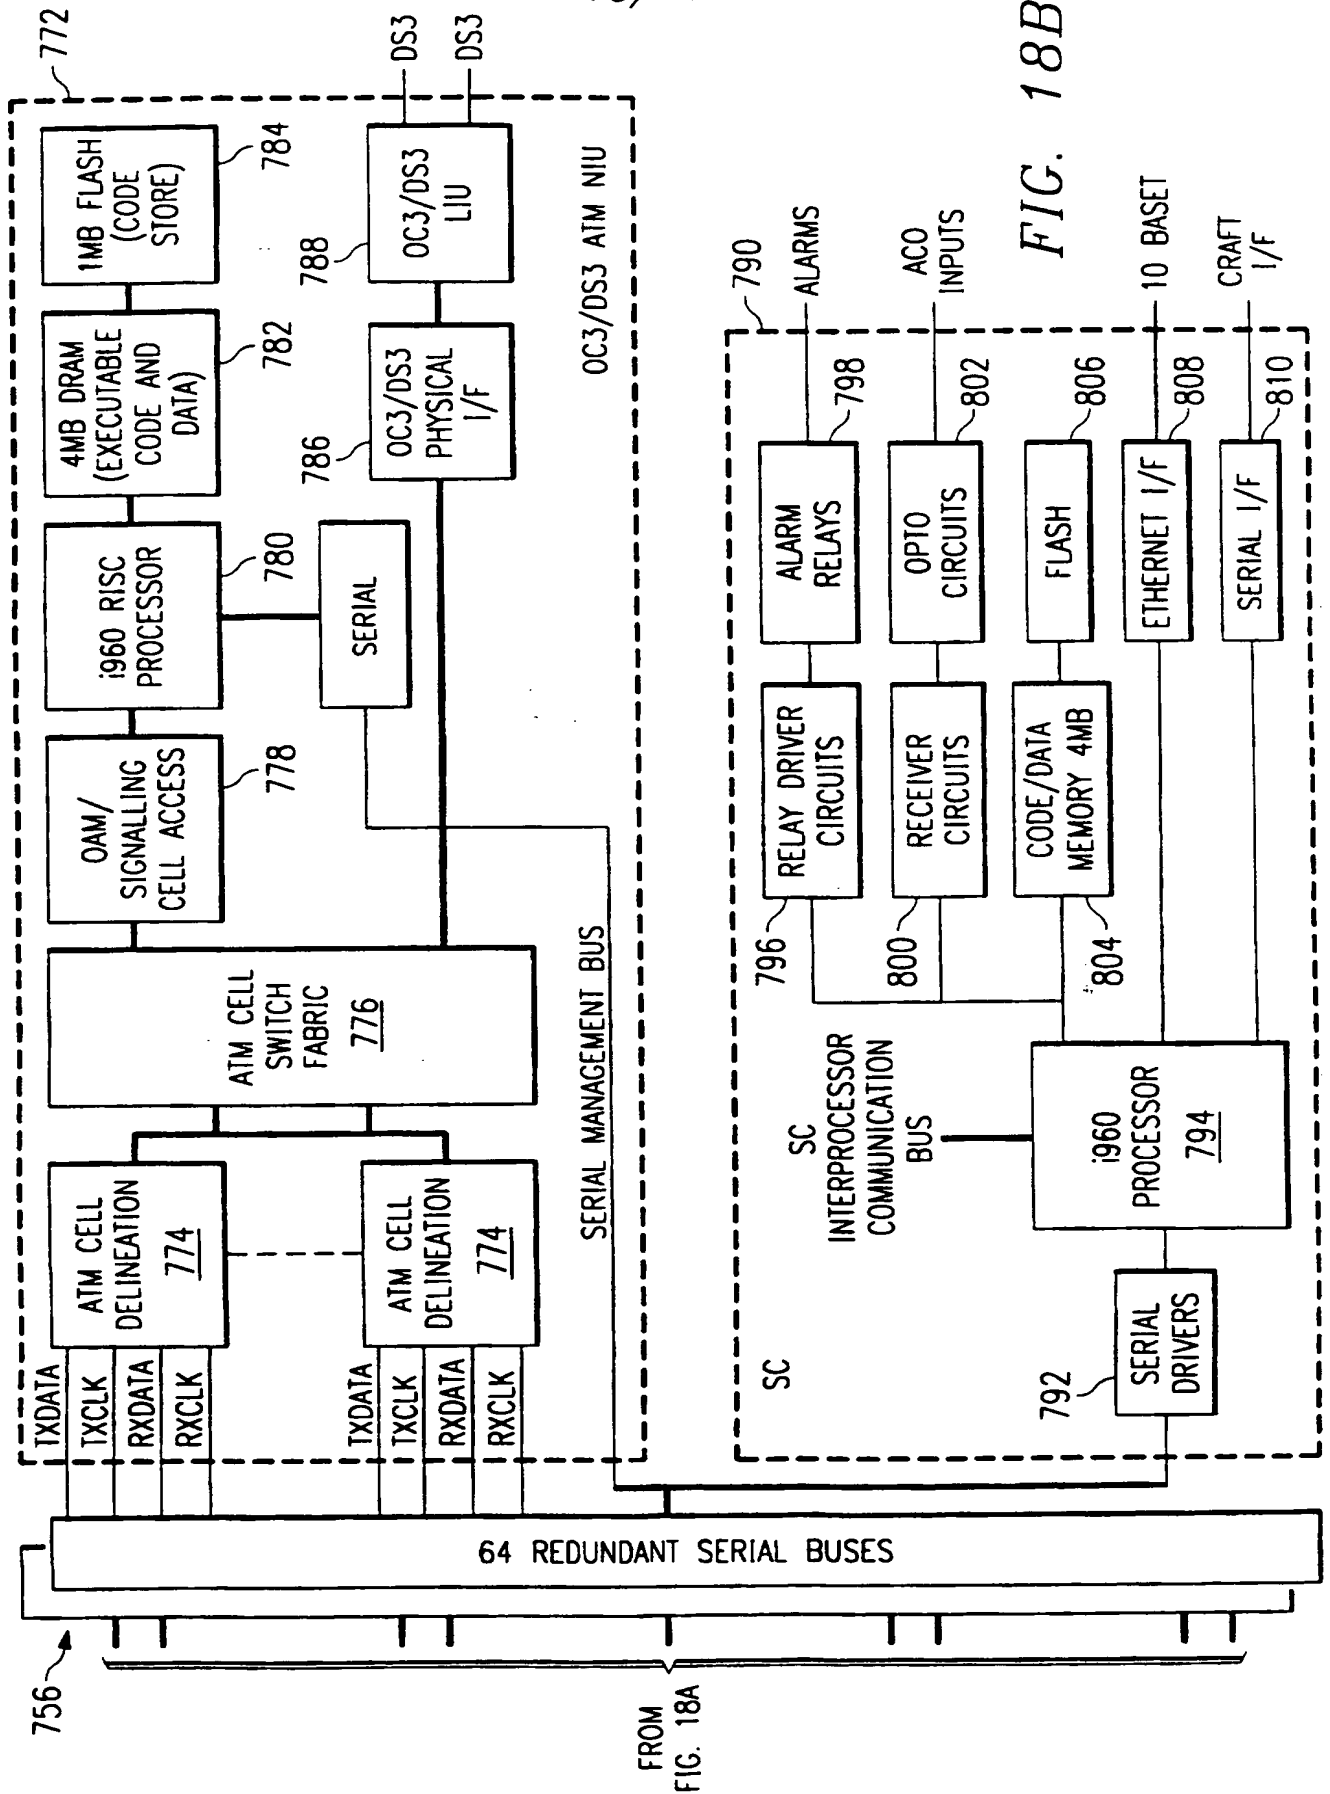 772
1MB FLASH
(CODE
STORE)
784
4MB DRAM
(EXECUTABLE
CODE AND
DATA)
782
i960 RISC
PROCESSOR
780
OAM/
SIGNALLING
CELL ACCESS
778
SERIAL
DS3
DS3
OC3/DS3
LIU
788
OC3/DS3
PHYSICAL
I/F
786
OC3/DS3 ATM NIU
ATM CELL
SWITCH
FABRIC
776
ATM CELL
DELINEATION
774
ATM CELL
DELINEATION
774
TXDATA
TXCLK
RXDATA
RXCLK
TXDATA
TXCLK
RXDATA
RXCLK
SERIAL MANAGEMENT BUS
64 REDUNDANT SERIAL BUSES
756
FROM
FIG. 18A
790
ALARMS
ACO
INPUTS
10 BASET
CRAFT
I/F
ALARM
RELAYS
798
OPTO
CIRCUITS
802
FLASH
806
ETHERNET I/F
808
SERIAL I/F
810
RELAY DRIVER
CIRCUITS
796
RECEIVER
CIRCUITS
800
CODE/DATA
MEMORY 4MB
804
SC
INTERPROCESSOR
COMMUNICATION
BUS
i960
PROCESSOR
794
SERIAL
DRIVERS
792
SC
FIG. 18B